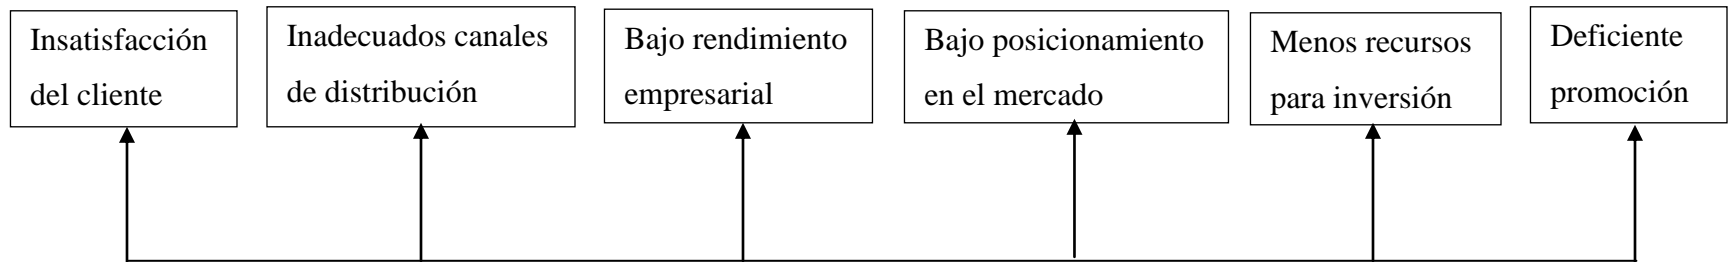 Insatisfacción
del cliente
Inadecuados canales
de distribución
Bajo rendimiento
empresarial
Bajo posicionamiento
en el mercado
Menos recursos
para inversión
Deficiente
promoción